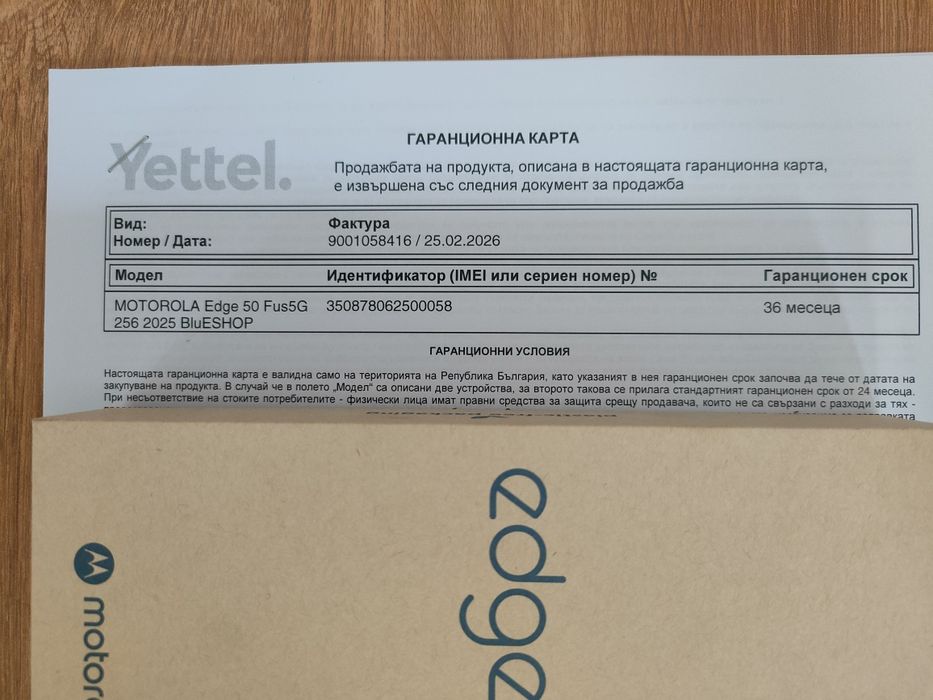 Yettel.
ГАРАНЦИОННА КАРТА
Продажбата на продукта, описана в настоящата гаранционна карта,
е извършена със следния документ за продажба
Вид: Фактура
Номер / Дата: 9001058416 / 25.02.2026
Модел Идентификатор (IMEI или сериен номер) № Гаранционен срок
MOTOROLA Edge 50 Fus5G 350878062500058 36 месеца
256 2025 BluESHOP
ГАРАНЦИОННИ УСЛОВИЯ
Настоящата гаранционна карта е валидна само на територията на Република България, като указаният в нея гаранционен срок започва да тече от датата на
закупуване на продукта. В случай че в полето „Модел" са описани две устройства, за второто такова се прилага стандартният гаранционен срок от 24 месеца.
При несъответствие на стоките потребителите - физически лица имат правни средства за защита срещу продавача, които не са свързани с разходи за тях -
edge
motoro